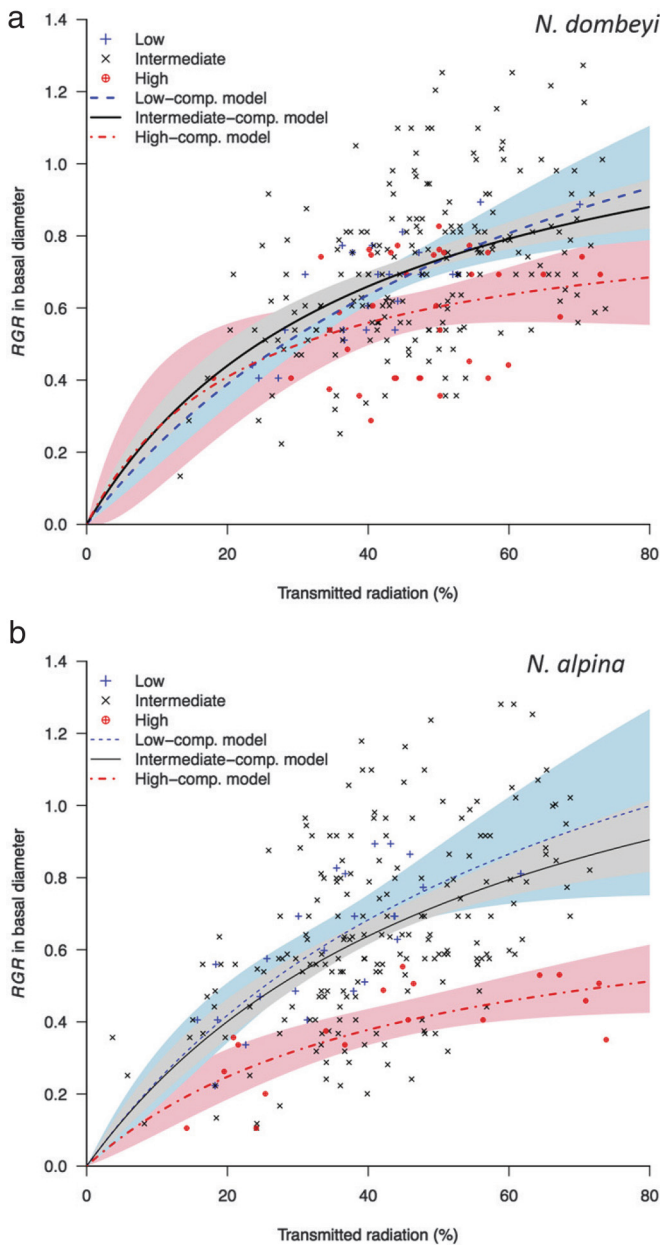 a
N. dombeyi
1.4
1.2
1.0
0.8
0.6
0.4
0.2
0.0
RGR in basal diameter
Low
Intermediate
High
Low–comp. model
Intermediate–comp. model
High–comp. model
0 20 40 60 80
Transmitted radiation (%)
b
N. alpina
1.4
1.2
1.0
0.8
0.6
0.4
0.2
0.0
RGR in basal diameter
Low
Intermediate
High
Low–comp. model
Intermediate–comp. model
High–comp. model
0 20 40 60 80
Transmitted radiation (%)